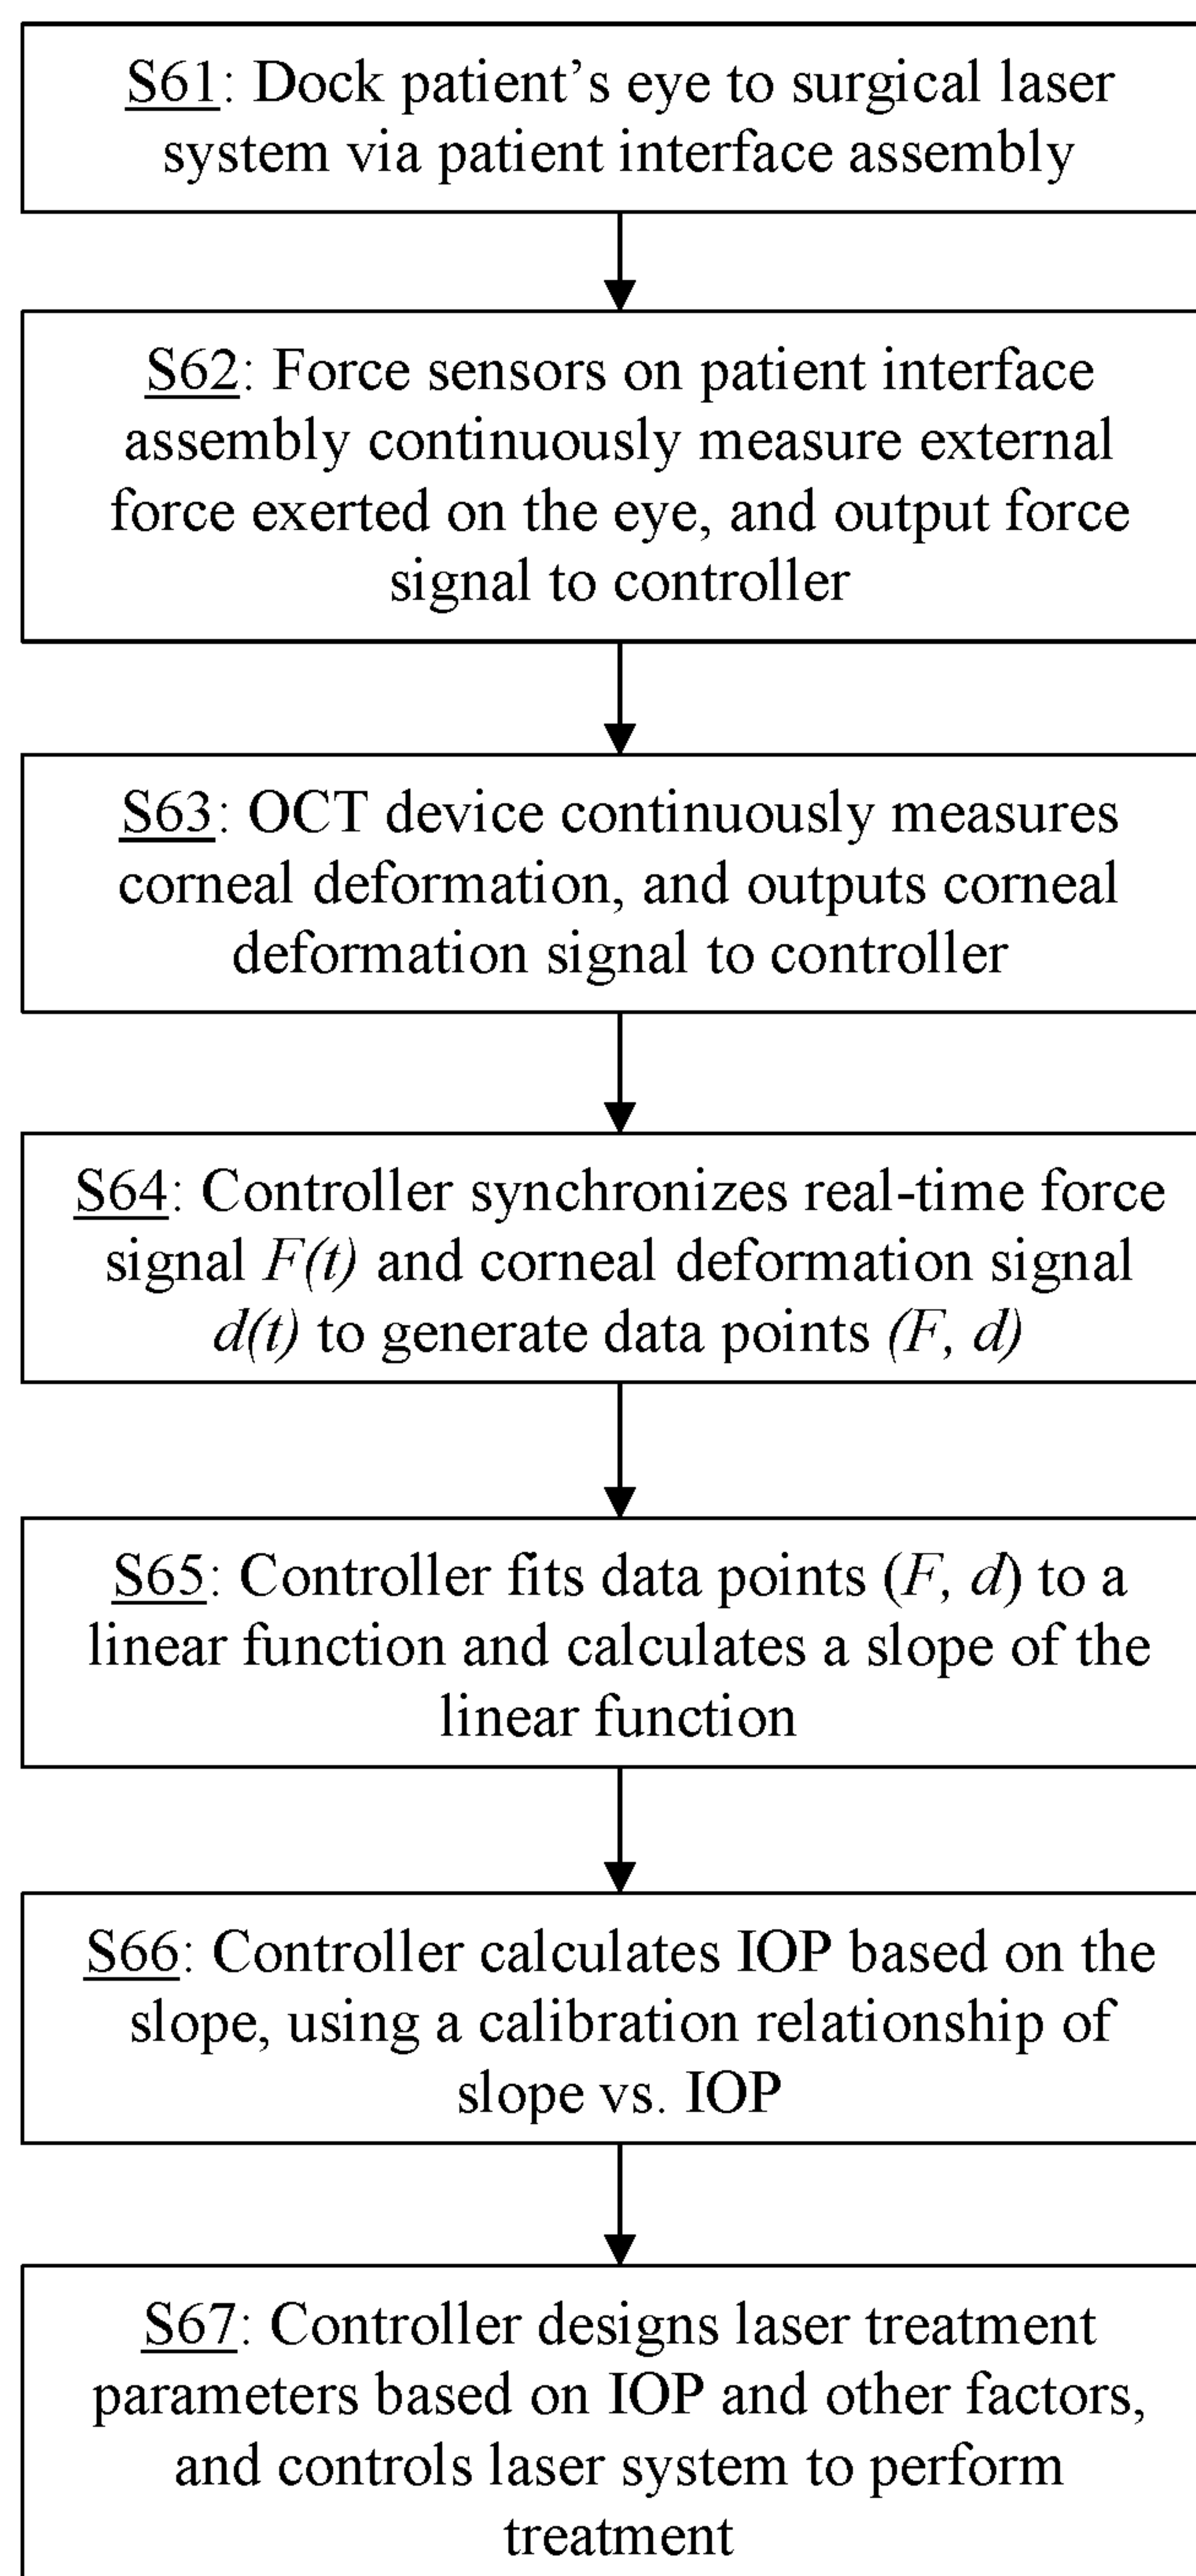 S61: Dock patient’s eye to surgical laser
system via patient interface assembly
S62: Force sensors on patient interface
assembly continuously measure external
force exerted on the eye, and output force
signal to controller
S63: OCT device continuously measures
corneal deformation, and outputs corneal
deformation signal to controller
S64: Controller synchronizes real-time force
signal F(t) and corneal deformation signal
d(t) to generate data points (F, d)
S65: Controller fits data points (F, d) to a
linear function and calculates a slope of the
linear function
S66: Controller calculates IOP based on the
slope, using a calibration relationship of
slope vs. IOP
S67: Controller designs laser treatment
parameters based on IOP and other factors,
and controls laser system to perform
treatment